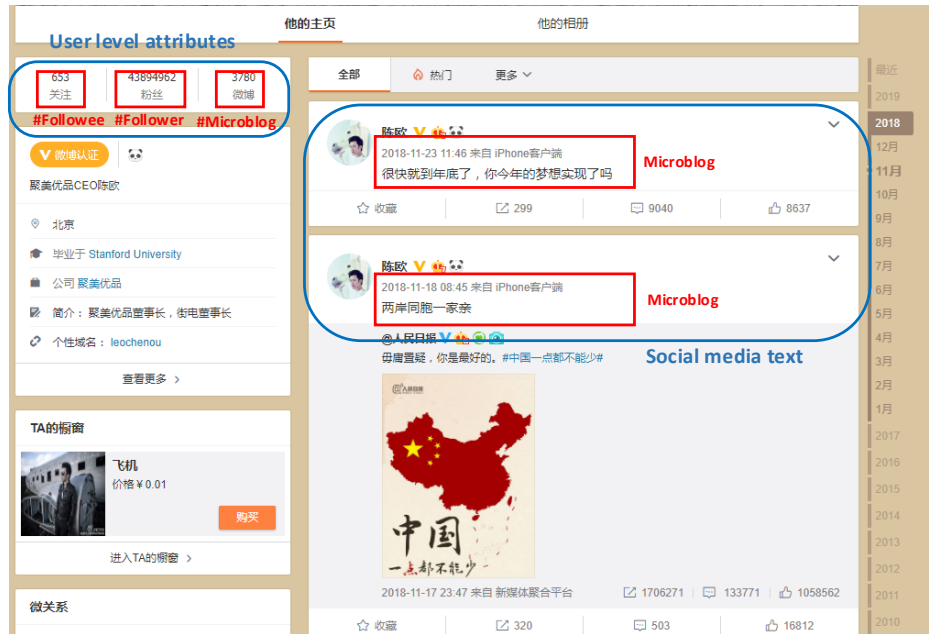 他的主页
他的相册
User level attributes
653
43894962
3780
关注
粉丝
微博
#Followee #Follower #Microblog
微博认证
聚美优品CEO陈欧
北京
毕业于 Stanford University
公司 聚美优品
简介： 聚美优品董事长，街电董事长
个性域名： leochenou
查看更多 >
TA的橱窗
飞机
价格￥0.01
购买
进入TA的橱窗 >
微关系
全部
热门
更多
陈欧
2018-11-23 11:46 来自 iPhone客户端
很快就到年底了，你今年的梦想实现了吗
Microblog
收藏
299
9040
8637
陈欧
2018-11-18 08:45 来自 iPhone客户端
两岸同胞一家亲
Microblog
@人民日报
毋庸置疑，你是最好的。#中国一点都不能少#
Social media text
@人民日报
中国
一点都不能少
2018-11-17 23:47 来自 新媒体聚合平台
1706271
133771
1058562
收藏
320
503
16812
最近
2019
2018
12月
11月
10月
9月
8月
7月
6月
5月
4月
3月
2月
1月
2017
2016
2015
2014
2013
2012
2011
2010